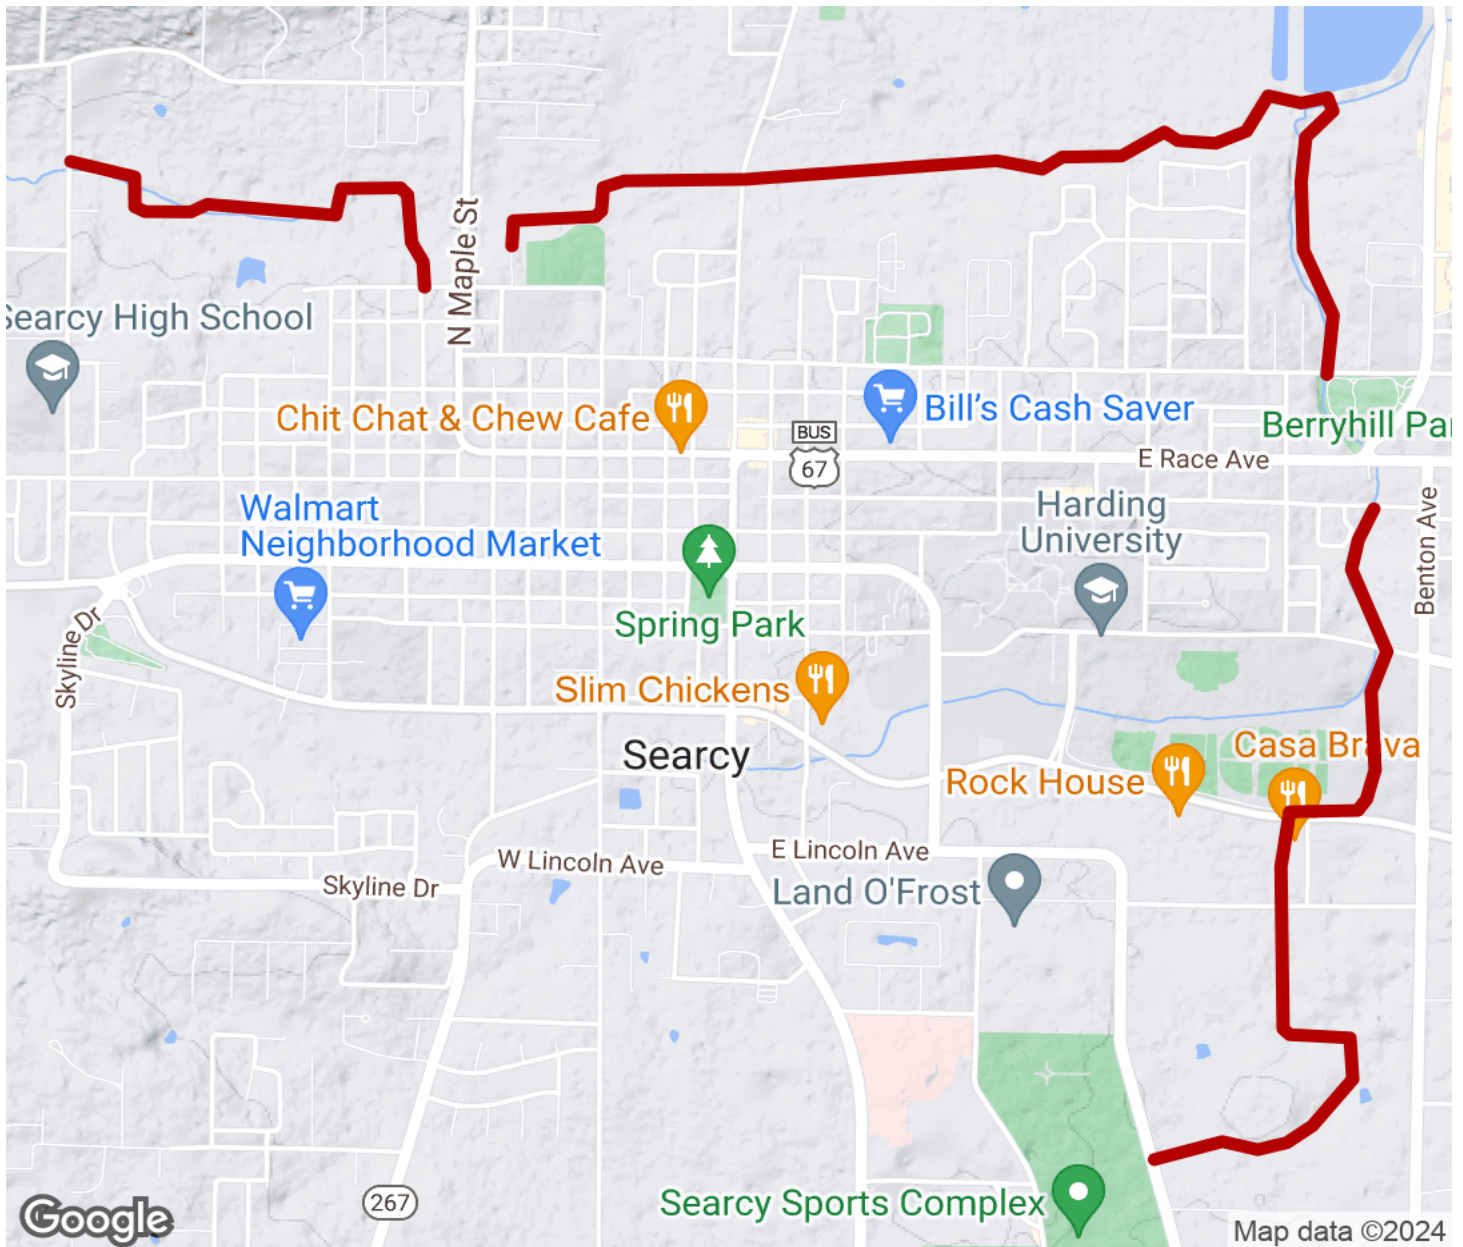 N Maple St
Searcy High School
Chit Chat & Chew Cafe
Bill's Cash Saver
BUS
67
Berryhill Pa
E Race Ave
Walmart
Neighborhood Market
Harding
University
Benton Ave
Spring Park
Skyline Dr
Slim Chickens
Searcy
Casa Br va
Rock House
W Lincoln Ave
E Lincoln Ave
Skyline Dr
Land O'Frost
267
Searcy Sports Complex
Google
Map data ©2024